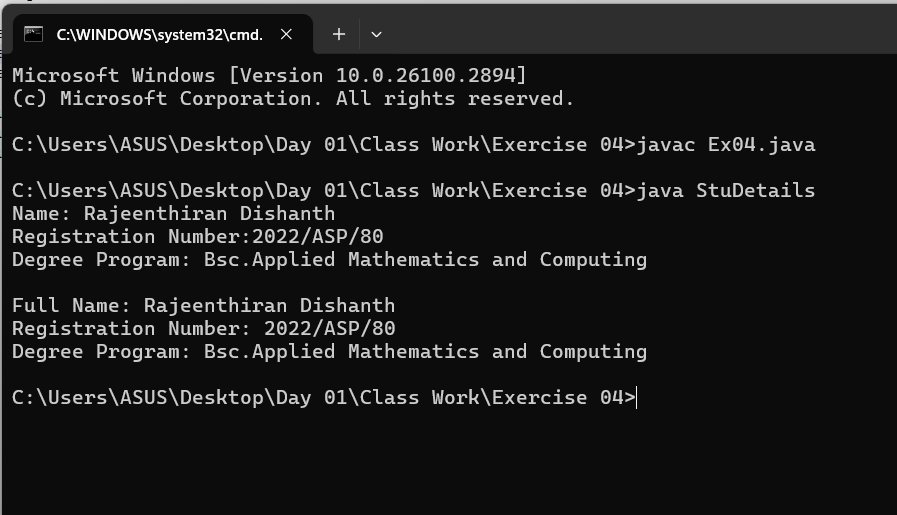 C:\WINDOWS\system32\cmd.
Microsoft Windows [Version 10.0.26100.2894]
(c) Microsoft Corporation. All rights reserved.
C:\Users\ASUS\Desktop\Day 01\Class Work\Exercise 04>javac Ex04.java
C:\Users\ASUS\Desktop\Day 01\Class Work\Exercise 04>java StuDetails
Name: Rajeenthiran Dishanth
Registration Number:2022/ASP/80
Degree Program: Bsc.Applied Mathematics and Computing
Full Name: Rajeenthiran Dishanth
Registration Number: 2022/ASP/80
Degree Program: Bsc.Applied Mathematics and Computing
C:\Users\ASUS\Desktop\Day 01\Class Work\Exercise 04>